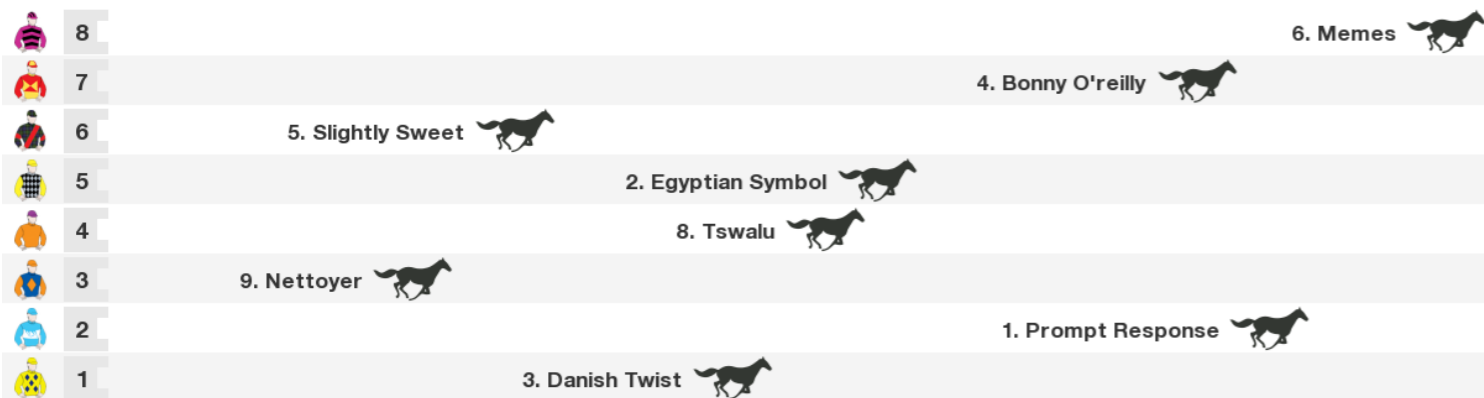 8 6. Memes
7 4. Bonny O'reilly
6 5. Slightly Sweet
5 2. Egyptian Symbol
4 8. Tswalu
3 9. Nettoyer
2 1. Prompt Response
1 3. Danish Twist